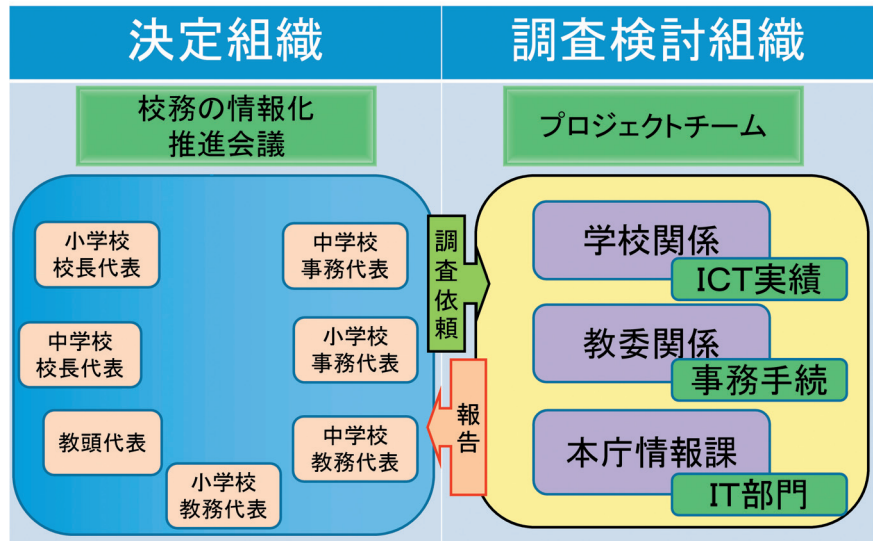 決定組織
調査検討組織
校務の情報化
推進会議
プロジェクトチーム
小学校
校長代表
中学校
校長代表
教頭代表
小学校
教務代表
中学校
事務代表
小学校
事務代表
中学校
教務代表
調査依頼
報告
学校関係
ICT実績
教委関係
事務手続
本庁情報課
IT部門